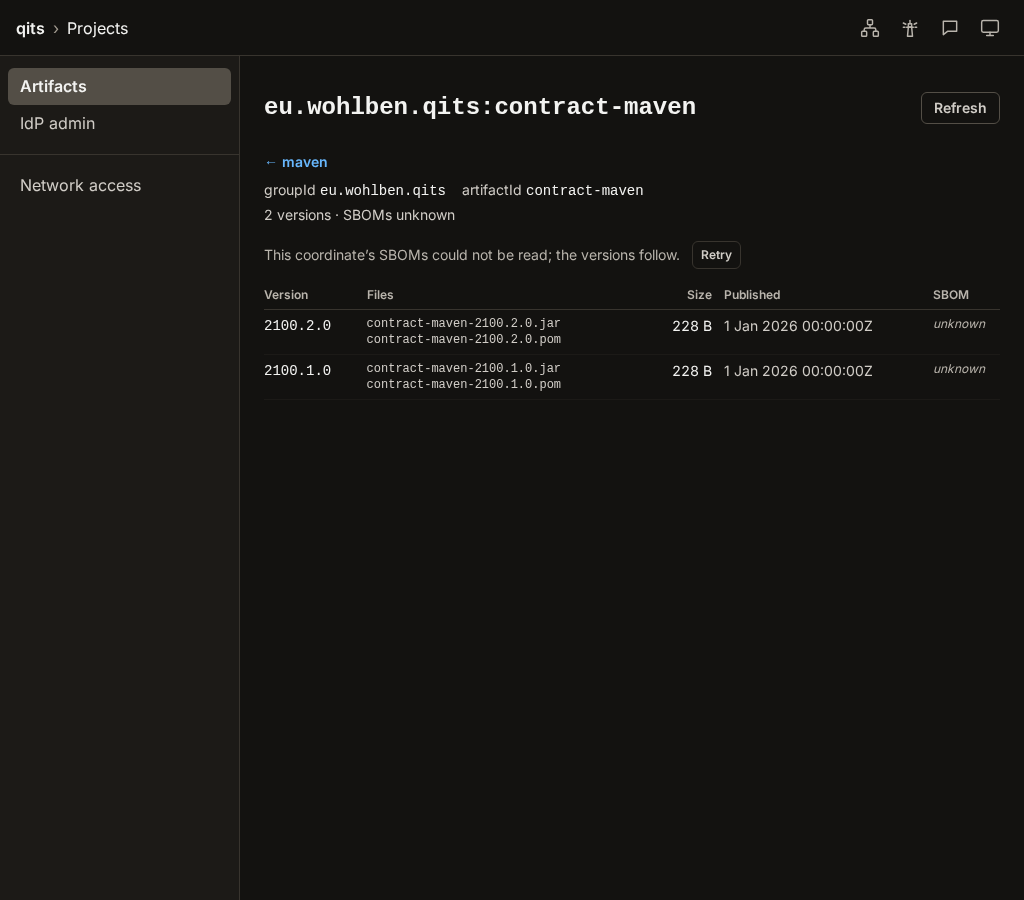 qits › Projects
Artifacts
IdP admin
Network access
eu.wohlben.qits:contract-maven
Refresh
← maven
groupId eu.wohlben.qits artifactId contract-maven
2 versions · SBOMs unknown
This coordinate’s SBOMs could not be read; the versions follow. Retry
Version Files Size Published SBOM
2100.2.0 contract-maven-2100.2.0.jar 228 B 1 Jan 2026 00:00:00Z unknown
contract-maven-2100.2.0.pom
2100.1.0 contract-maven-2100.1.0.jar 228 B 1 Jan 2026 00:00:00Z unknown
contract-maven-2100.1.0.pom